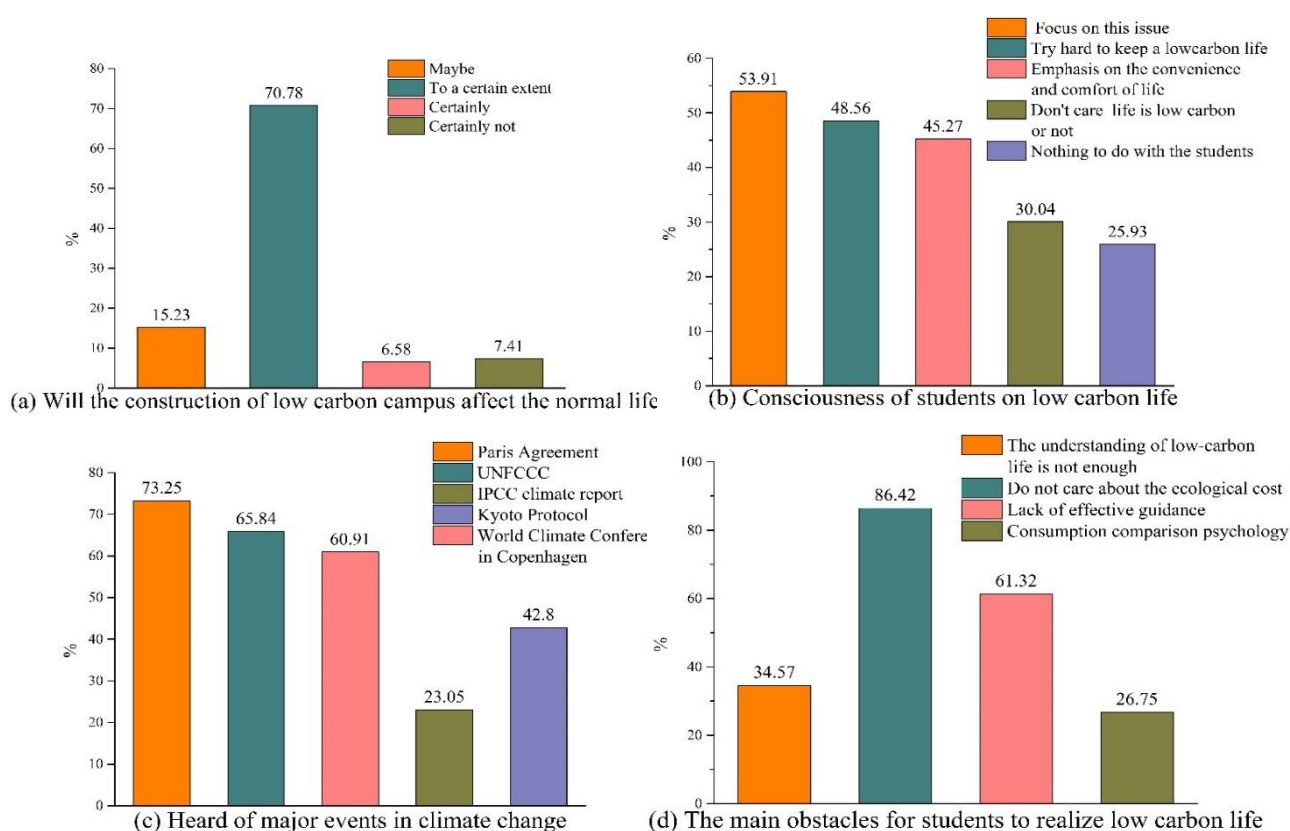 80
70
60
50
40
30
20
10
0
%
Maybe
To a certain extent
Certainly
Certainly not
15.23
70.78
6.58
7.41
(a) Will the construction of low carbon campus affect the normal life
60
50
40
30
20
10
0
%
Focus on this issue
Try hard to keep a lowcarbon life
Emphasis on the convenience
and comfort of life
Don't care life is low carbon
or not
Nothing to do with the students
53.91
48.56
45.27
30.04
25.93
(b) Consciousness of students on low carbon life
80
70
60
50
40
30
20
10
0
%
Paris Agreement
UNFCCC
IPCC climate report
Kyoto Protocol
World Climate Confere
in Copenhagen
73.25
65.84
60.91
23.05
42.8
(c) Heard of major events in climate change
100
80
60
40
20
0
%
The understanding of low-carbon
life is not enough
Do not care about the ecological cost
Lack of effective guidance
Consumption comparison psychology
34.57
86.42
61.32
26.75
(d) The main obstacles for students to realize low carbon life